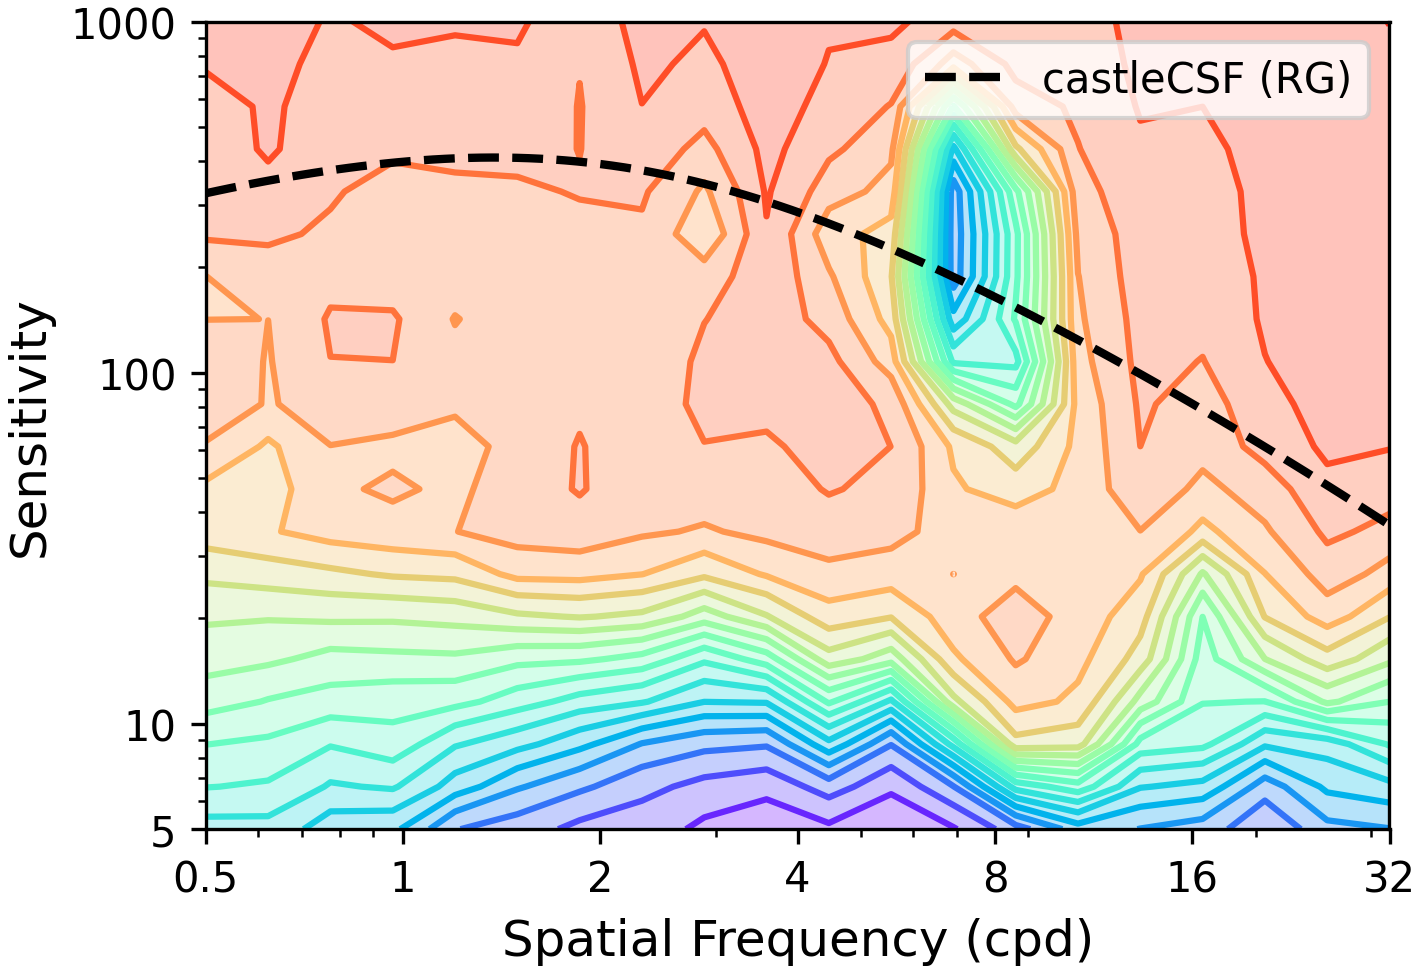 1000
100
10
5
Sensitivity
castleCSF (RG)
0.5 1 2 4 8 16 32
Spatial Frequency (cpd)